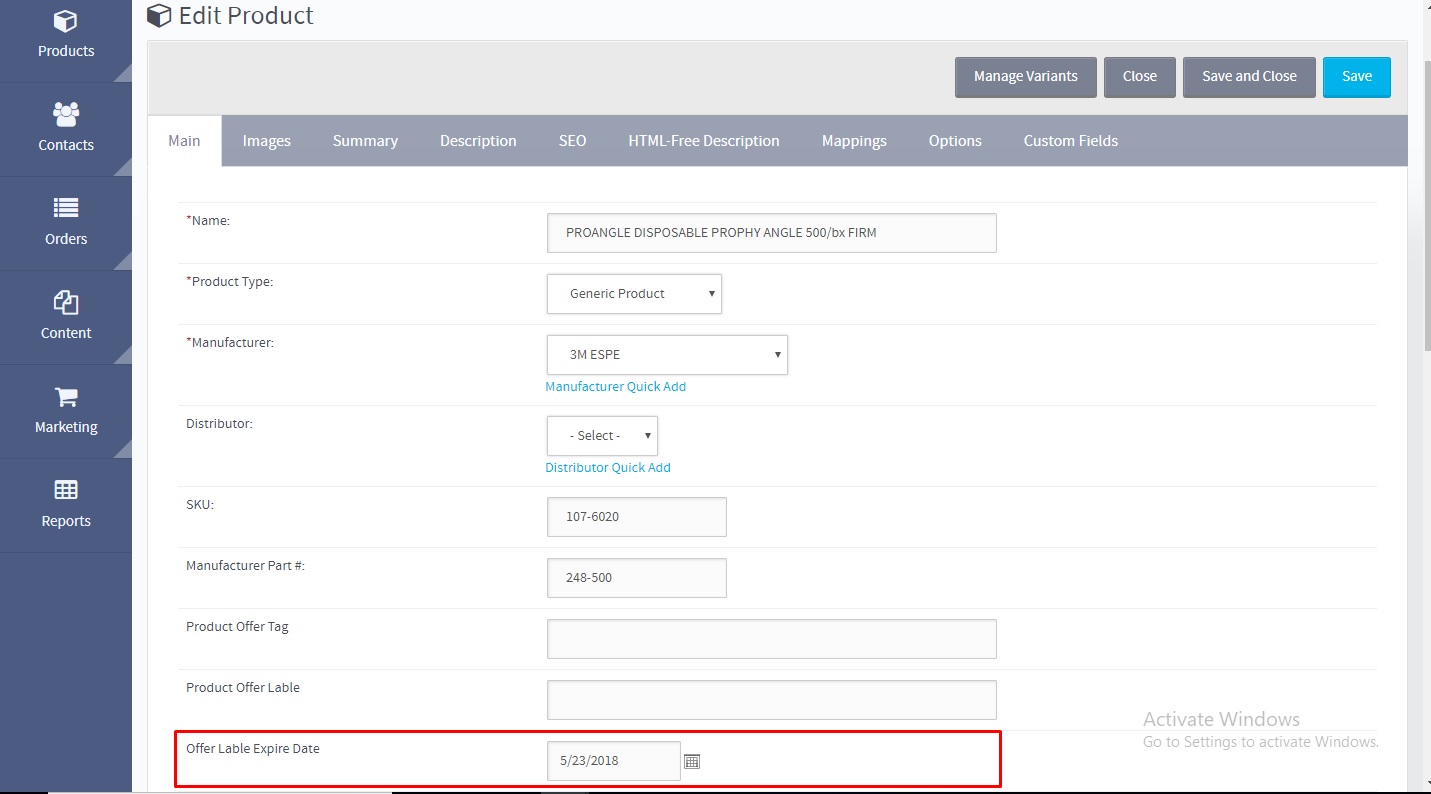 Edit Product
Products
Contacts
Orders
Content
Marketing
Reports
Manage Variants Close Save and Close Save
Main Images Summary Description SEO HTML-Free Description Mappings Options Custom Fields
*Name: PROANGLE DISPOSABLE PROPHY ANGLE 500/bx FIRM
*Product Type: Generic Product
*Manufacturer: 3M ESPE
Manufacturer Quick Add
Distributor: - Select -
Distributor Quick Add
SKU: 107-6020
Manufacturer Part #: 248-500
Product Offer Tag
Product Offer Lable
Offer Lable Expire Date 5/23/2018
Activate Windows
Go to Settings to activate Windows.